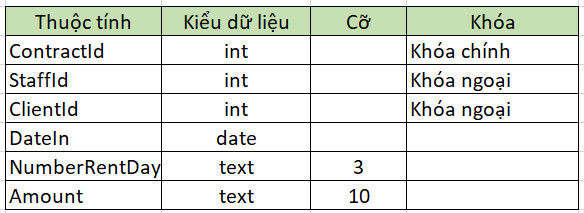 Thuộc tính Kiểu dữ liệu Cỡ Khóa
ContractId int Khóa chính
StaffId int Khóa ngoại
ClientId int Khóa ngoại
DateIn date
NumberRentDay text 3
Amount text 10